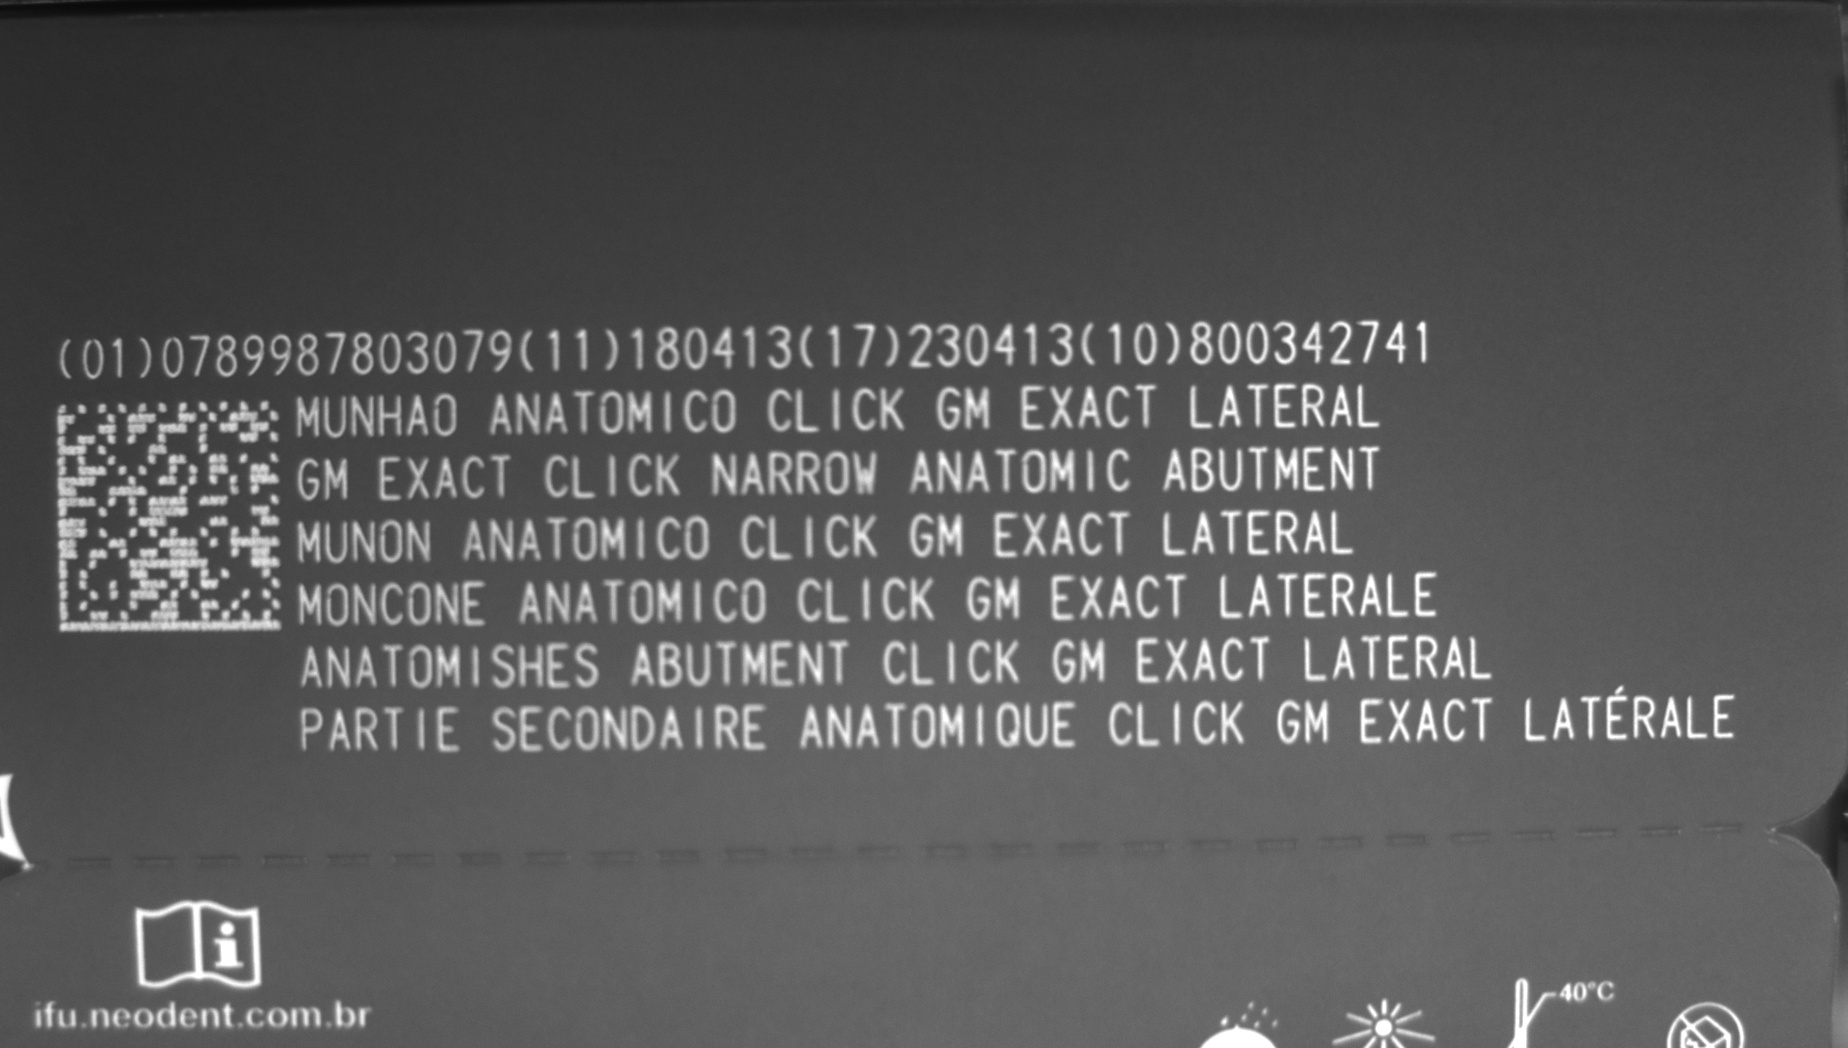 (01)0789987803079(11)180413(17)230413(10)800342741
MUNHAO ANATOMICO CLICK GM EXACT LATERAL
GM EXACT CLICK NARROW ANATOMIC ABUTMENT
MUNON ANATOMICO CLICK GM EXACT LATERAL
MONCONE ANATOMICO CLICK GM EXACT LATERALE
ANATOMISHES ABUTMENT CLICK GM EXACT LATERAL
PARTIE SECONDAIRE ANATOMIQUE CLICK GM EXACT LATÉRALE
ifu.neodent.com.br
40°C